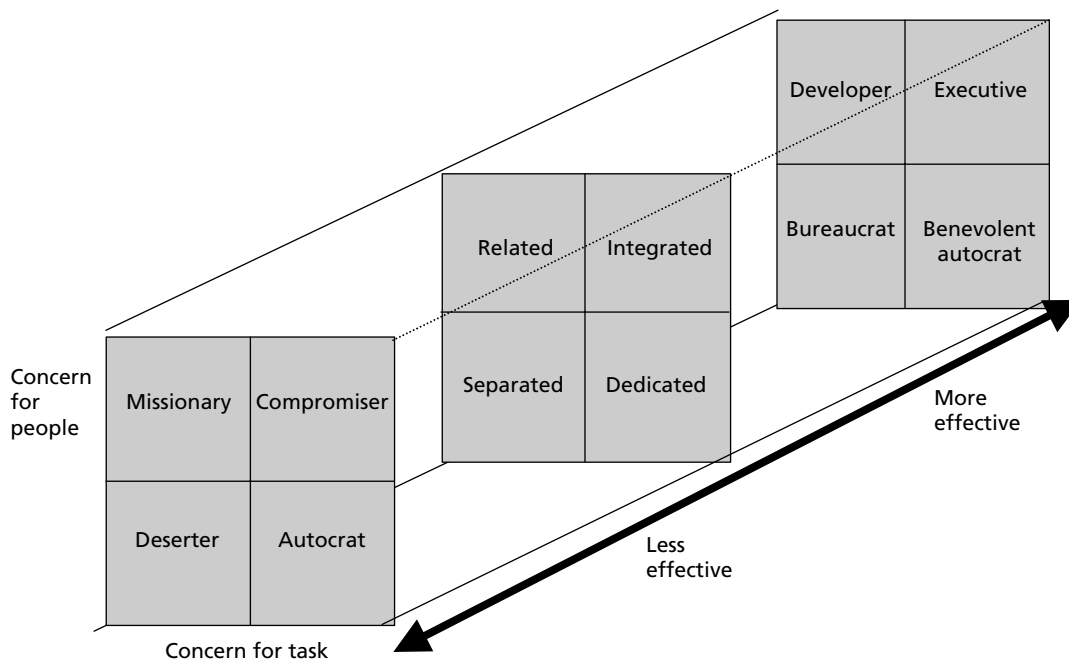 Developer
Executive
Bureaucrat
Benevolent
autocrat
Related
Integrated
Separated
Dedicated
Concern
for
people
Missionary
Compromiser
Deserter
Autocrat
More
effective
Less
effective
Concern for task